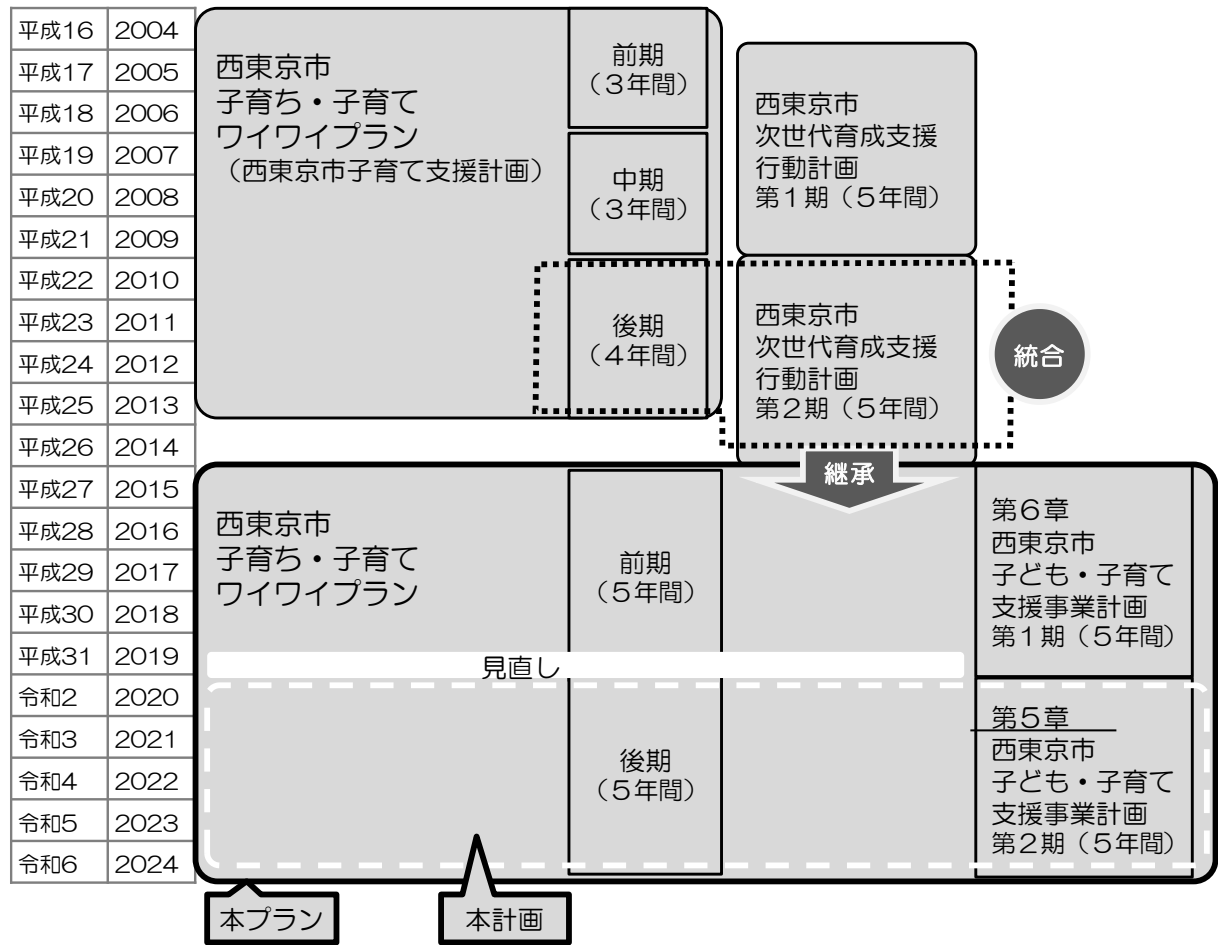 平成16 2004
平成17 2005
平成18 2006
平成19 2007
平成20 2008
平成21 2009
平成22 2010
平成23 2011
平成24 2012
平成25 2013
平成26 2014
平成27 2015
平成28 2016
平成29 2017
平成30 2018
平成31 2019
令和2 2020
令和3 2021
令和4 2022
令和5 2023
令和6 2024
西東京市
子育ち・子育て
ワイワイプラン
（西東京市子育て支援計画）
前期
（３年間）
中期
（３年間）
後期
（４年間）
西東京市
次世代育成支援
行動計画
第１期（５年間）
西東京市
次世代育成支援
行動計画
第２期（５年間）
統合
継承
西東京市
子育ち・子育て
ワイワイプラン
前期
（５年間）
見直し
後期
（５年間）
第６章
西東京市
子ども・子育て
支援事業計画
第１期（５年間）
第５章
西東京市
子ども・子育て
支援事業計画
第２期（５年間）
本プラン
本計画